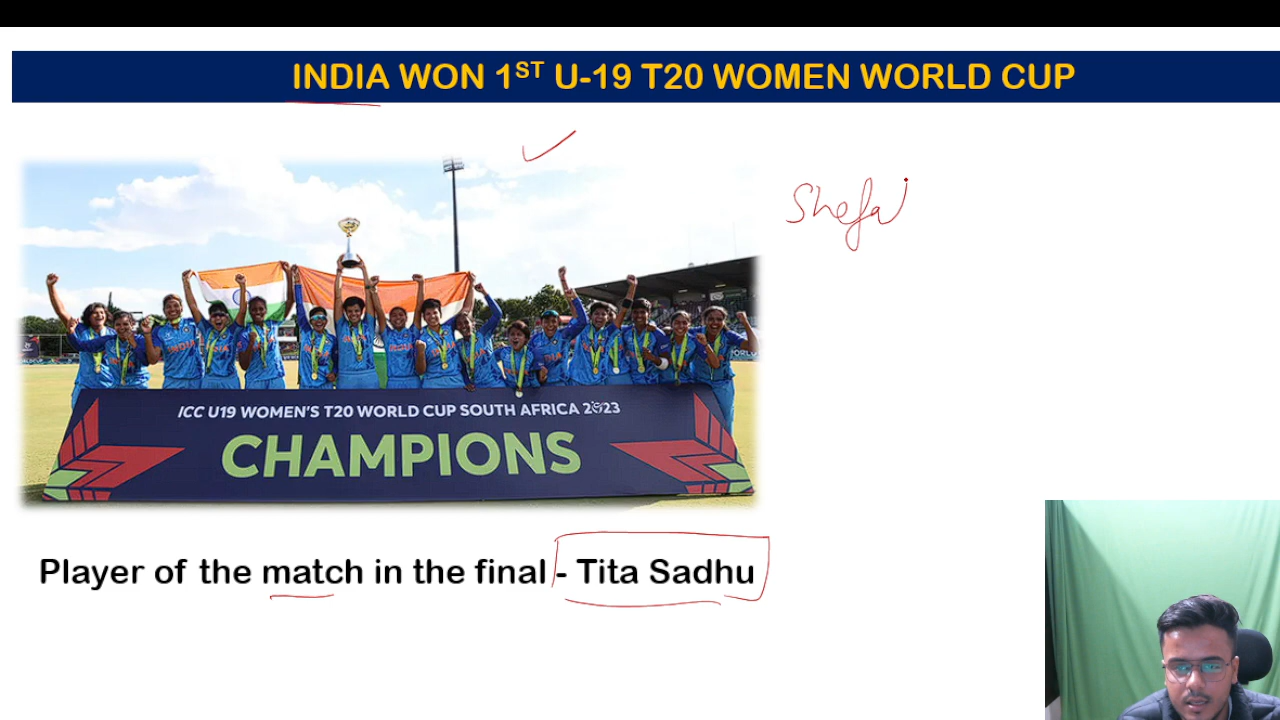 INDIA WON 1ST U-19 T20 WOMEN WORLD CUP
Shefa
ICC U19 WOMEN'S T20 WORLD CUP SOUTH AFRICA 2023
CHAMPIONS
Player of the match in the final - Tita Sadhu